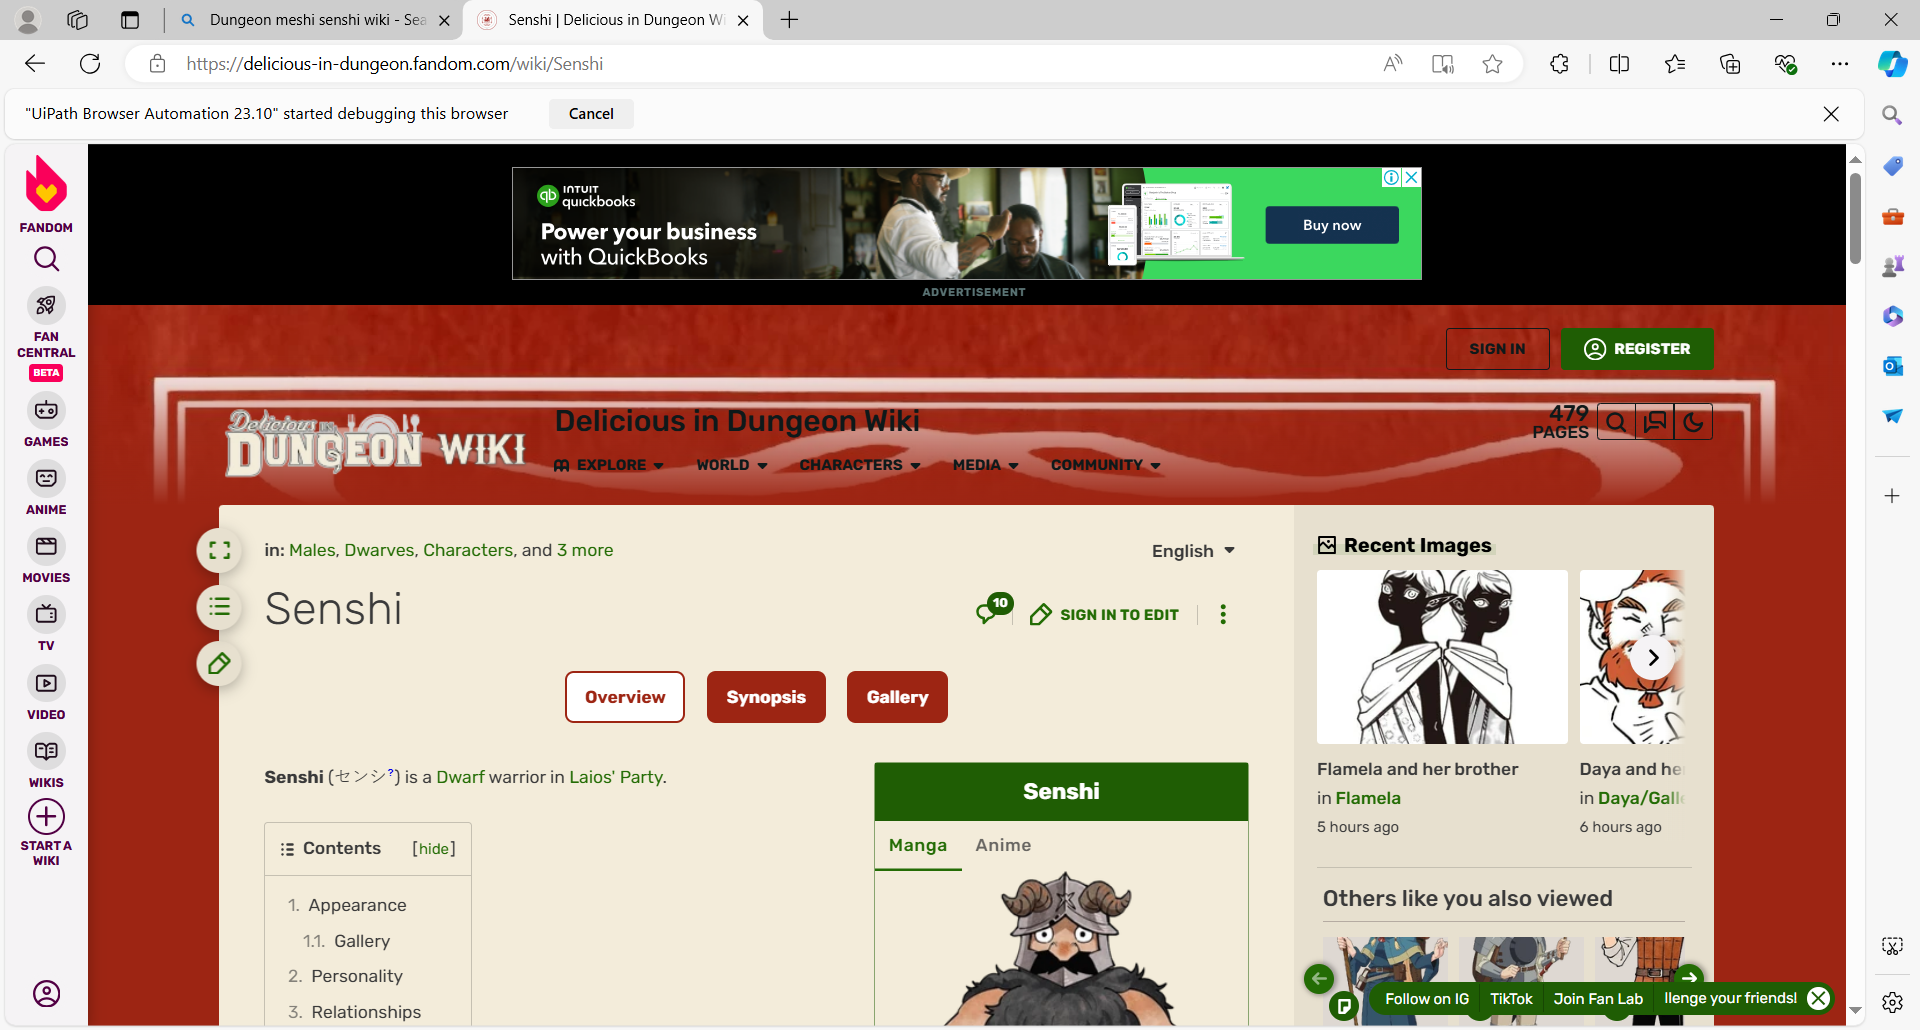 Dungeon meshi senshi wiki - Sea
Senshi | Delicious in Dungeon Wi
https://delicious-in-dungeon.fandom.com/wiki/Senshi
"UiPath Browser Automation 23.10" started debugging this browser
Cancel
FANDOM
FAN
CENTRAL
BETA
GAMES
ANIME
MOVIES
TV
VIDEO
WIKIS
START A
WIKI
INTUIT
qb quickbooks
Power your business
with QuickBooks
Buy now
ADVERTISEMENT
SIGN IN
REGISTER
Delicious IN
DUNGEON WIKI
Delicious in Dungeon Wiki
479
PAGES
EXPLORE
WORLD
CHARACTERS
MEDIA
COMMUNITY
in: Males, Dwarves, Characters, and 3 more
English
Senshi
10
SIGN IN TO EDIT
Overview
Synopsis
Gallery
Senshi (センシ?) is a Dwarf warrior in Laios' Party.
Contents [hide]
1. Appearance
1.1. Gallery
2. Personality
3. Relationships
Senshi
Manga
Anime
Recent Images
Flamela and her brother
in Flamela
5 hours ago
Daya and he
in Daya/Galle
6 hours ago
Others like you also viewed
Follow on IG
TikTok
Join Fan Lab
llenge your friends!